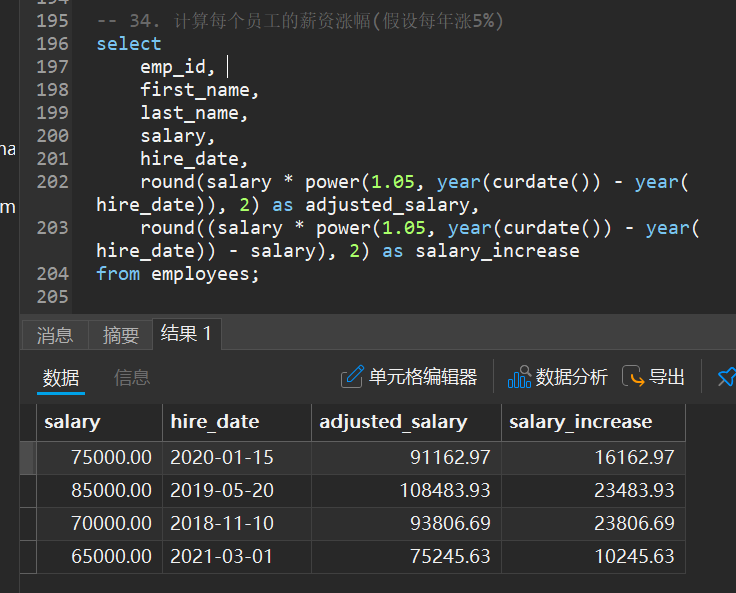 194
195 -- 34. 计算每个员工的薪资涨幅(假设每年涨5%)
196 select
197 emp_id,
198 first_name,
199 last_name,
200 salary,
201 hire_date,
202 round(salary * power(1.05, year(curdate()) - year(
hire_date)), 2) as adjusted_salary,
203 round((salary * power(1.05, year(curdate()) - year(
hire_date)) - salary), 2) as salary_increase
204 from employees;
205
na
m
消息 摘要 结果 1
数据 信息 单元格编辑器 数据分析 导出
salary hire_date adjusted_salary salary_increase
75000.00 2020-01-15 91162.97 16162.97
85000.00 2019-05-20 108483.93 23483.93
70000.00 2018-11-10 93806.69 23806.69
65000.00 2021-03-01 75245.63 10245.63